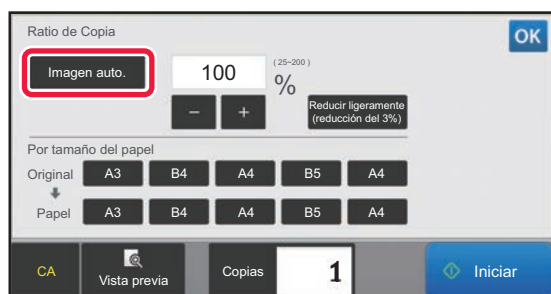 Ratio de Copia
OK
Imagen auto.
100
(25~200)
%
－
＋
Reducir ligeramente
(reducción del 3%)
Por tamaño del papel
Original A3 B4 A4 B5 A4
Papel A3 B4 A4 B5 A4
CA
Vista previa
Copias
1
Iniciar